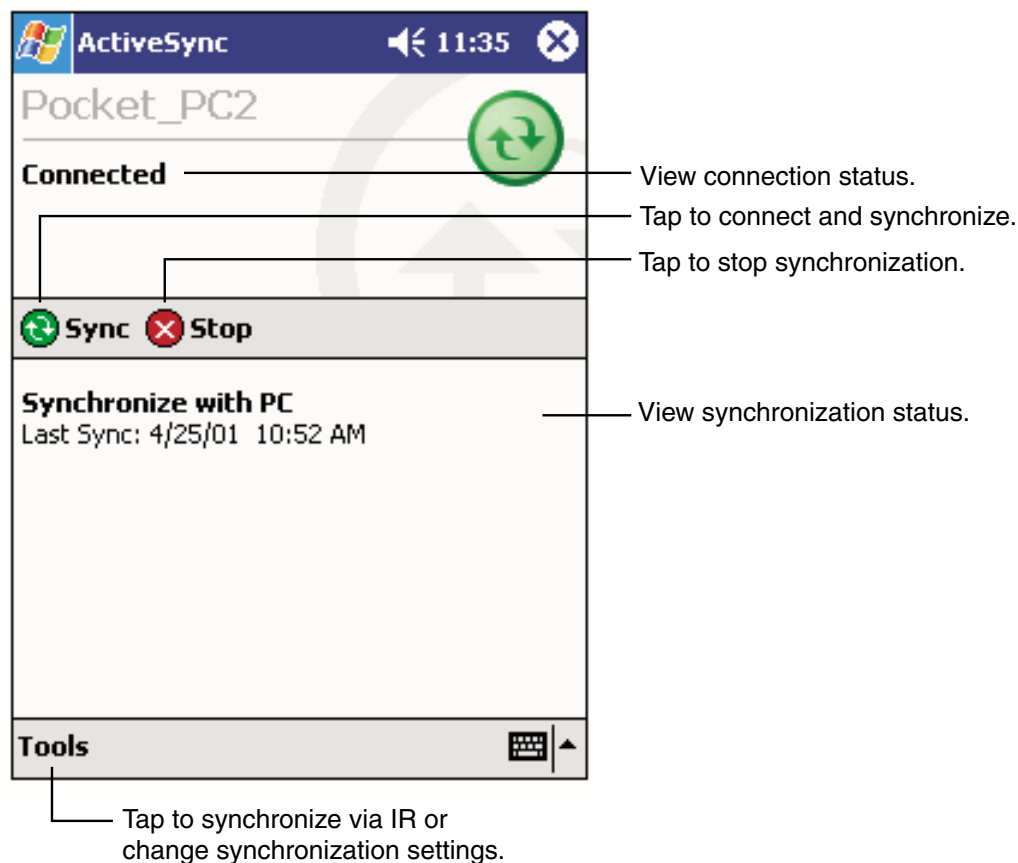 ActiveSync 11:35
Pocket_PC2
Connected
View connection status.
Tap to connect and synchronize.
Tap to stop synchronization.
Sync Stop
Synchronize with PC
Last Sync: 4/25/01 10:52 AM
View synchronization status.
Tools
Tap to synchronize via IR or
change synchronization settings.